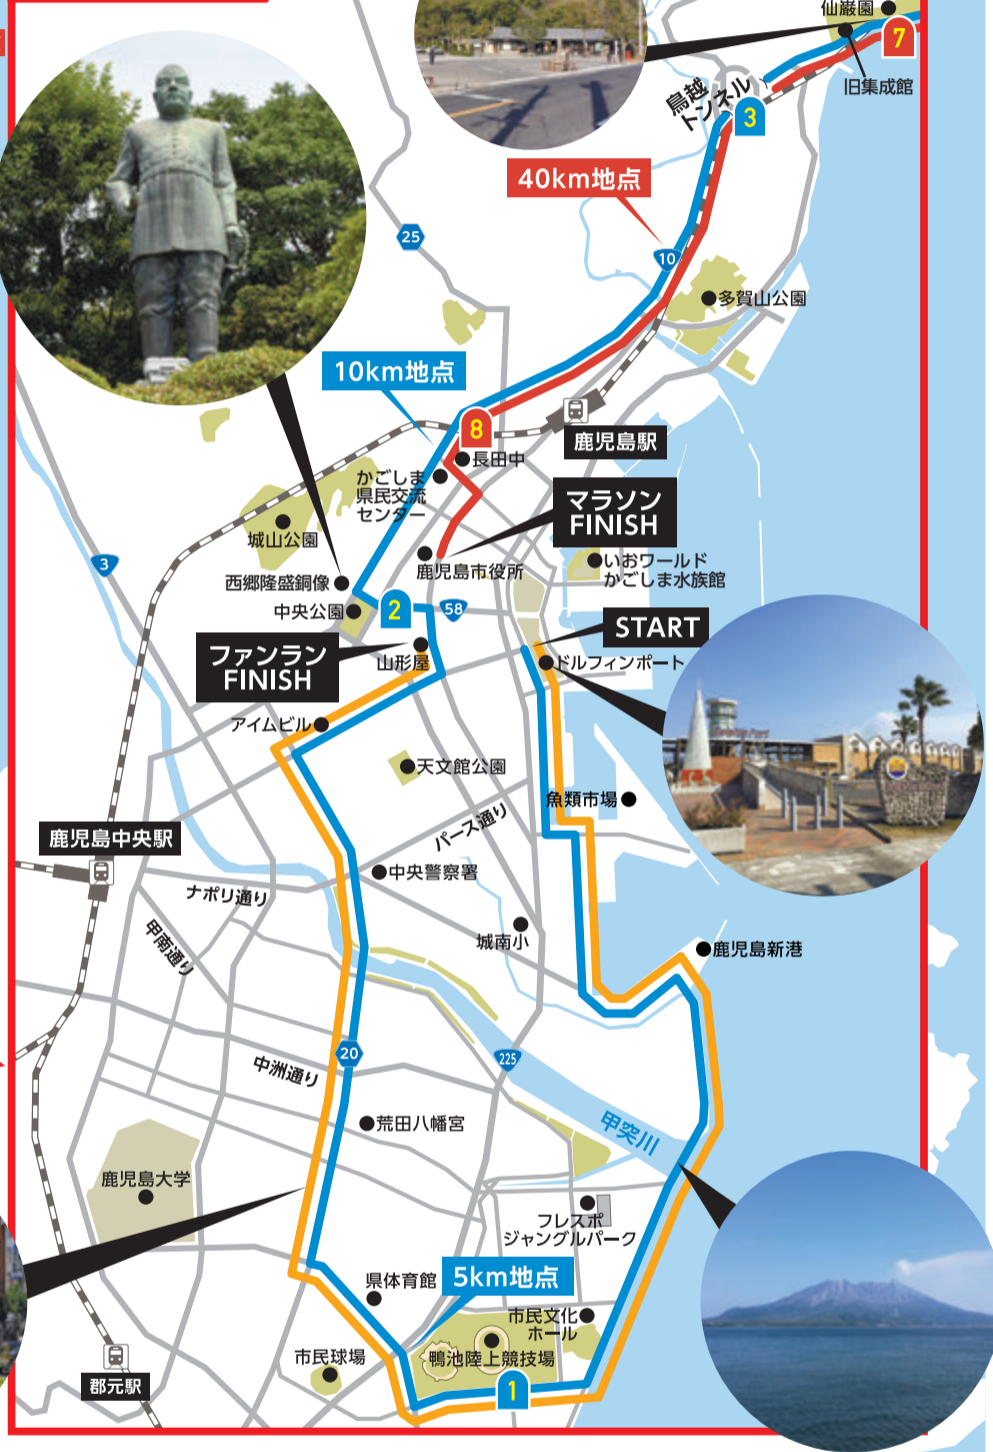 仙巌園
7
旧集成館
鳥越
トンネル
3
40km地点
25
10
多賀山公園
10km地点
8
鹿児島駅
長田中
かごしま
県民交流
センター
マラソン
FINISH
城山公園
鹿児島市役所
いおワールド
かごしま水族館
3
西郷隆盛銅像
中央公園
2
58
START
ファンラン
FINISH
山形屋
ドルフィンポート
アイムビル
天文館公園
魚類市場
パース通り
鹿児島中央駅
中央警察署
ナポリ通り
甲南通り
城南小
鹿児島新港
20
225
中洲通り
荒田八幡宮
甲突川
鹿児島大学
フレスポ
ジャングルパーク
県体育館
5km地点
市民文化
ホール
市民球場
鴨池陸上競技場
1
郡元駅